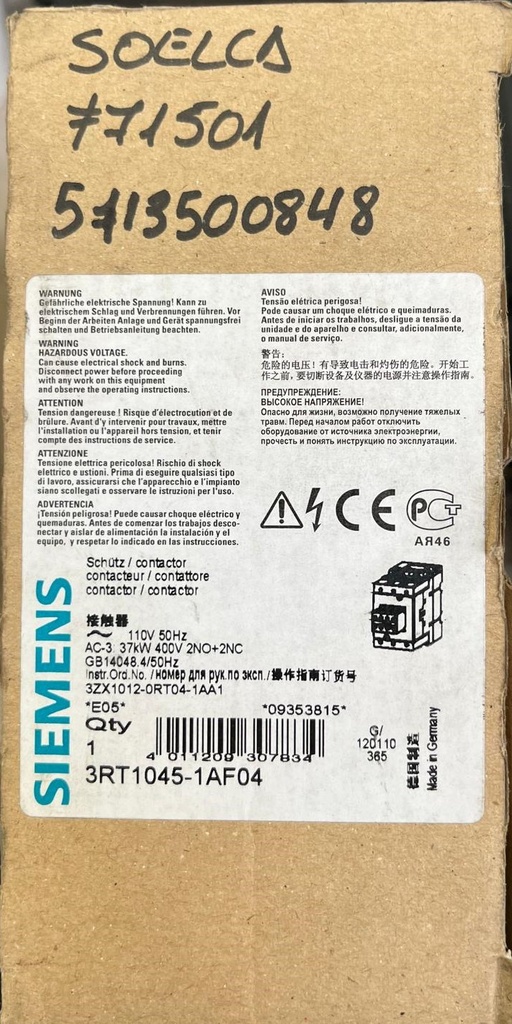 SOELCA
771501
5713500848
WARNUNG
Gefährliche elektrische Spannung! Kann zu
elektrischem Schlag und Verbrennungen führen. Vor
Beginn der Arbeiten Anlage und Gerät spannungsfrei
schalten und Betriebsanleitung beachten.
WARNING
HAZARDOUS VOLTAGE.
Can cause electrical shock and burns.
Disconnect power before proceeding
with any work on this equipment
and observe the operating instructions.
ATTENTION
Tension dangereuse ! Risque d'électrocution et de
brûlure. Avant d'y intervenir pour travaux, mettre
l'installation ou l'appareil hors tension, et tenir
compte des instructions de service.
ATTENZIONE
Tensione elettrica pericolosa! Rischio di shock
elettrico e ustioni. Prima di eseguire qualsiasi tipo
di lavoro, assicurarsi che l'apparecchio e l'impianto
siano scollegati e osservare le istruzioni per l'uso.
ADVERTENCIA
¡Tensión peligrosa! Puede causar choque eléctrico y
quemaduras. Antes de comenzar los trabajos desco-
nectar y aislar de alimentación la instalación y el
equipo, y respetar lo indicado en las instrucciones.
AVISO
Tensão elétrica perigosa!
Pode causar um choque elétrico e queimaduras.
Antes de iniciar os trabalhos, desligue a tensão da
unidade e do aparelho e consultar, adicionalmente,
o manual de serviço.
警告:
危险的电压! 有导致电击和灼伤的危险。开始工
作之前, 要切断设备及仪器的电源并注意操作指南。
ПРЕДУПРЕЖДЕНИЕ:
ВЫСОКОЕ НАПРЯЖЕНИЕ!
Опасно для жизни, возможно получение тяжелых
травм. Перед началом работ отключить
оборудование от источника электроэнергии,
прочесть и понять инструкцию по эксплуатации.
CE
АЯ46
SIEMENS
Schütz / contactor
contacteur / contattore
contactor / contactor
接触器
~ 110V 50Hz
AC-3. 37kW 400V 2NO+2NC
GB14048.4/50Hz
Instr.Ord.No. / номер для рук.по эксп./操作指南订货号
3ZX1012-0RT04-1AA1
*E05* *09353815*
Qty
1
4 011209 307834
3RT1045-1AF04
G/
120110
365
德国制造
Made in Germany